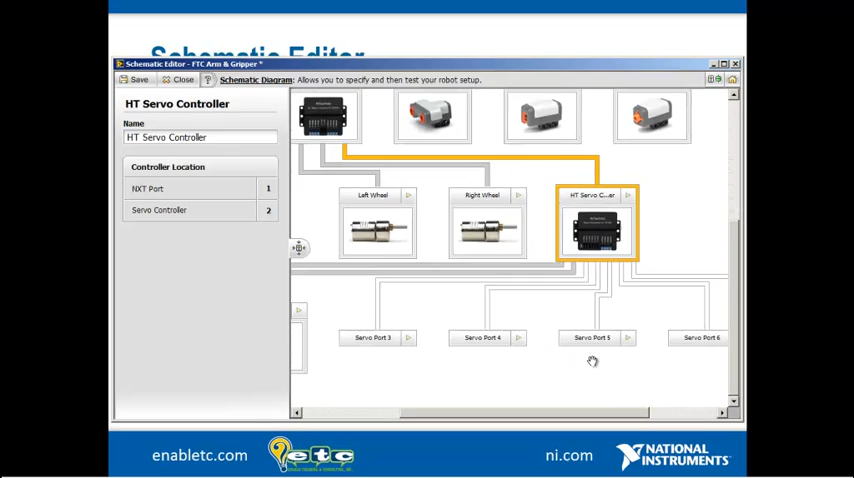 Schematic Editor
Schematic Editor - FTC Arm & Gripper *
Save Close ? Schematic Diagram: Allows you to specify and then test your robot setup.
HT Servo Controller
Name
HT Servo Controller
Controller Location
NXT Port 1
Servo Controller 2
Left Wheel Right Wheel HT Servo C...er
Servo Port 3 Servo Port 4 Servo Port 5 Servo Port 6
enabletc.com etc ni.com NATIONAL INSTRUMENTS